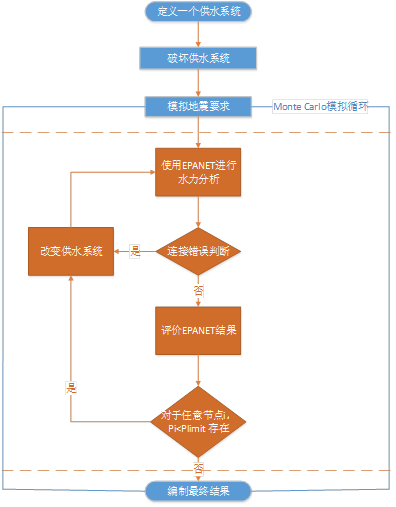 定义一个供水系统
破坏供水系统
模拟地震要求
Monte Carlo模拟循环
使用EPANET进行
水力分析
改变供水系统
是
连接错误判断
否
评价EPANET结果
是
对于任意节点i，
Pi<Plimit 存在
否
编制最终结果